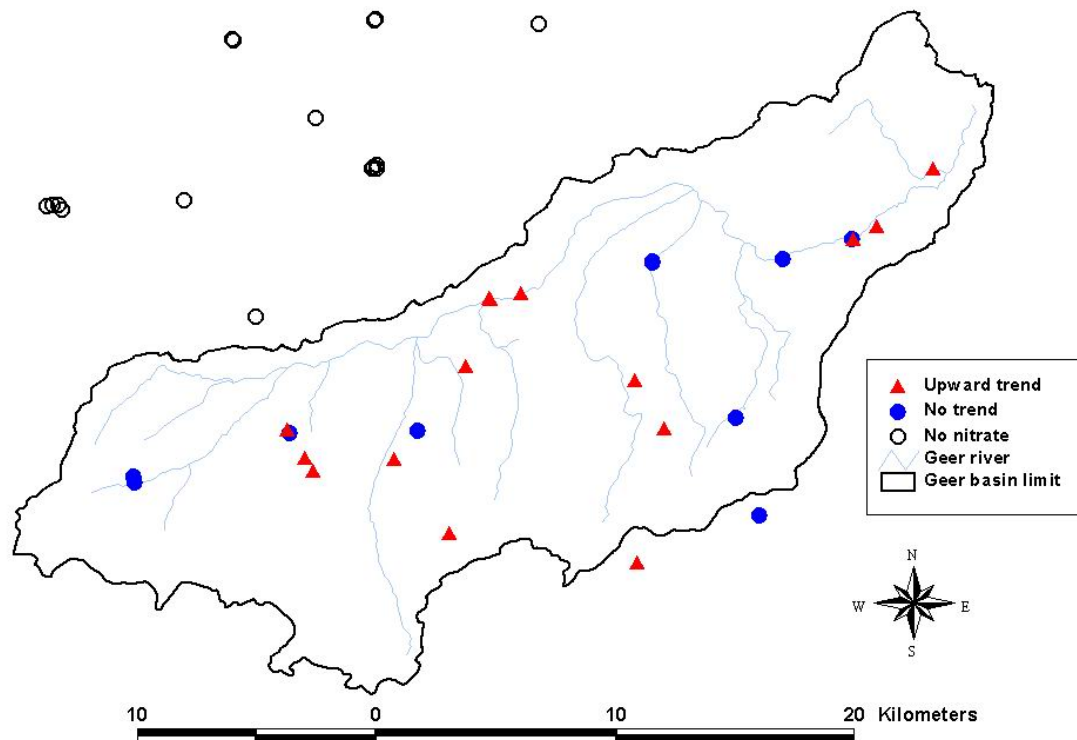 Upward trend
No trend
No nitrate
Geer river
Geer basin limit
N
W E
S
10 0 10 20 Kilometers